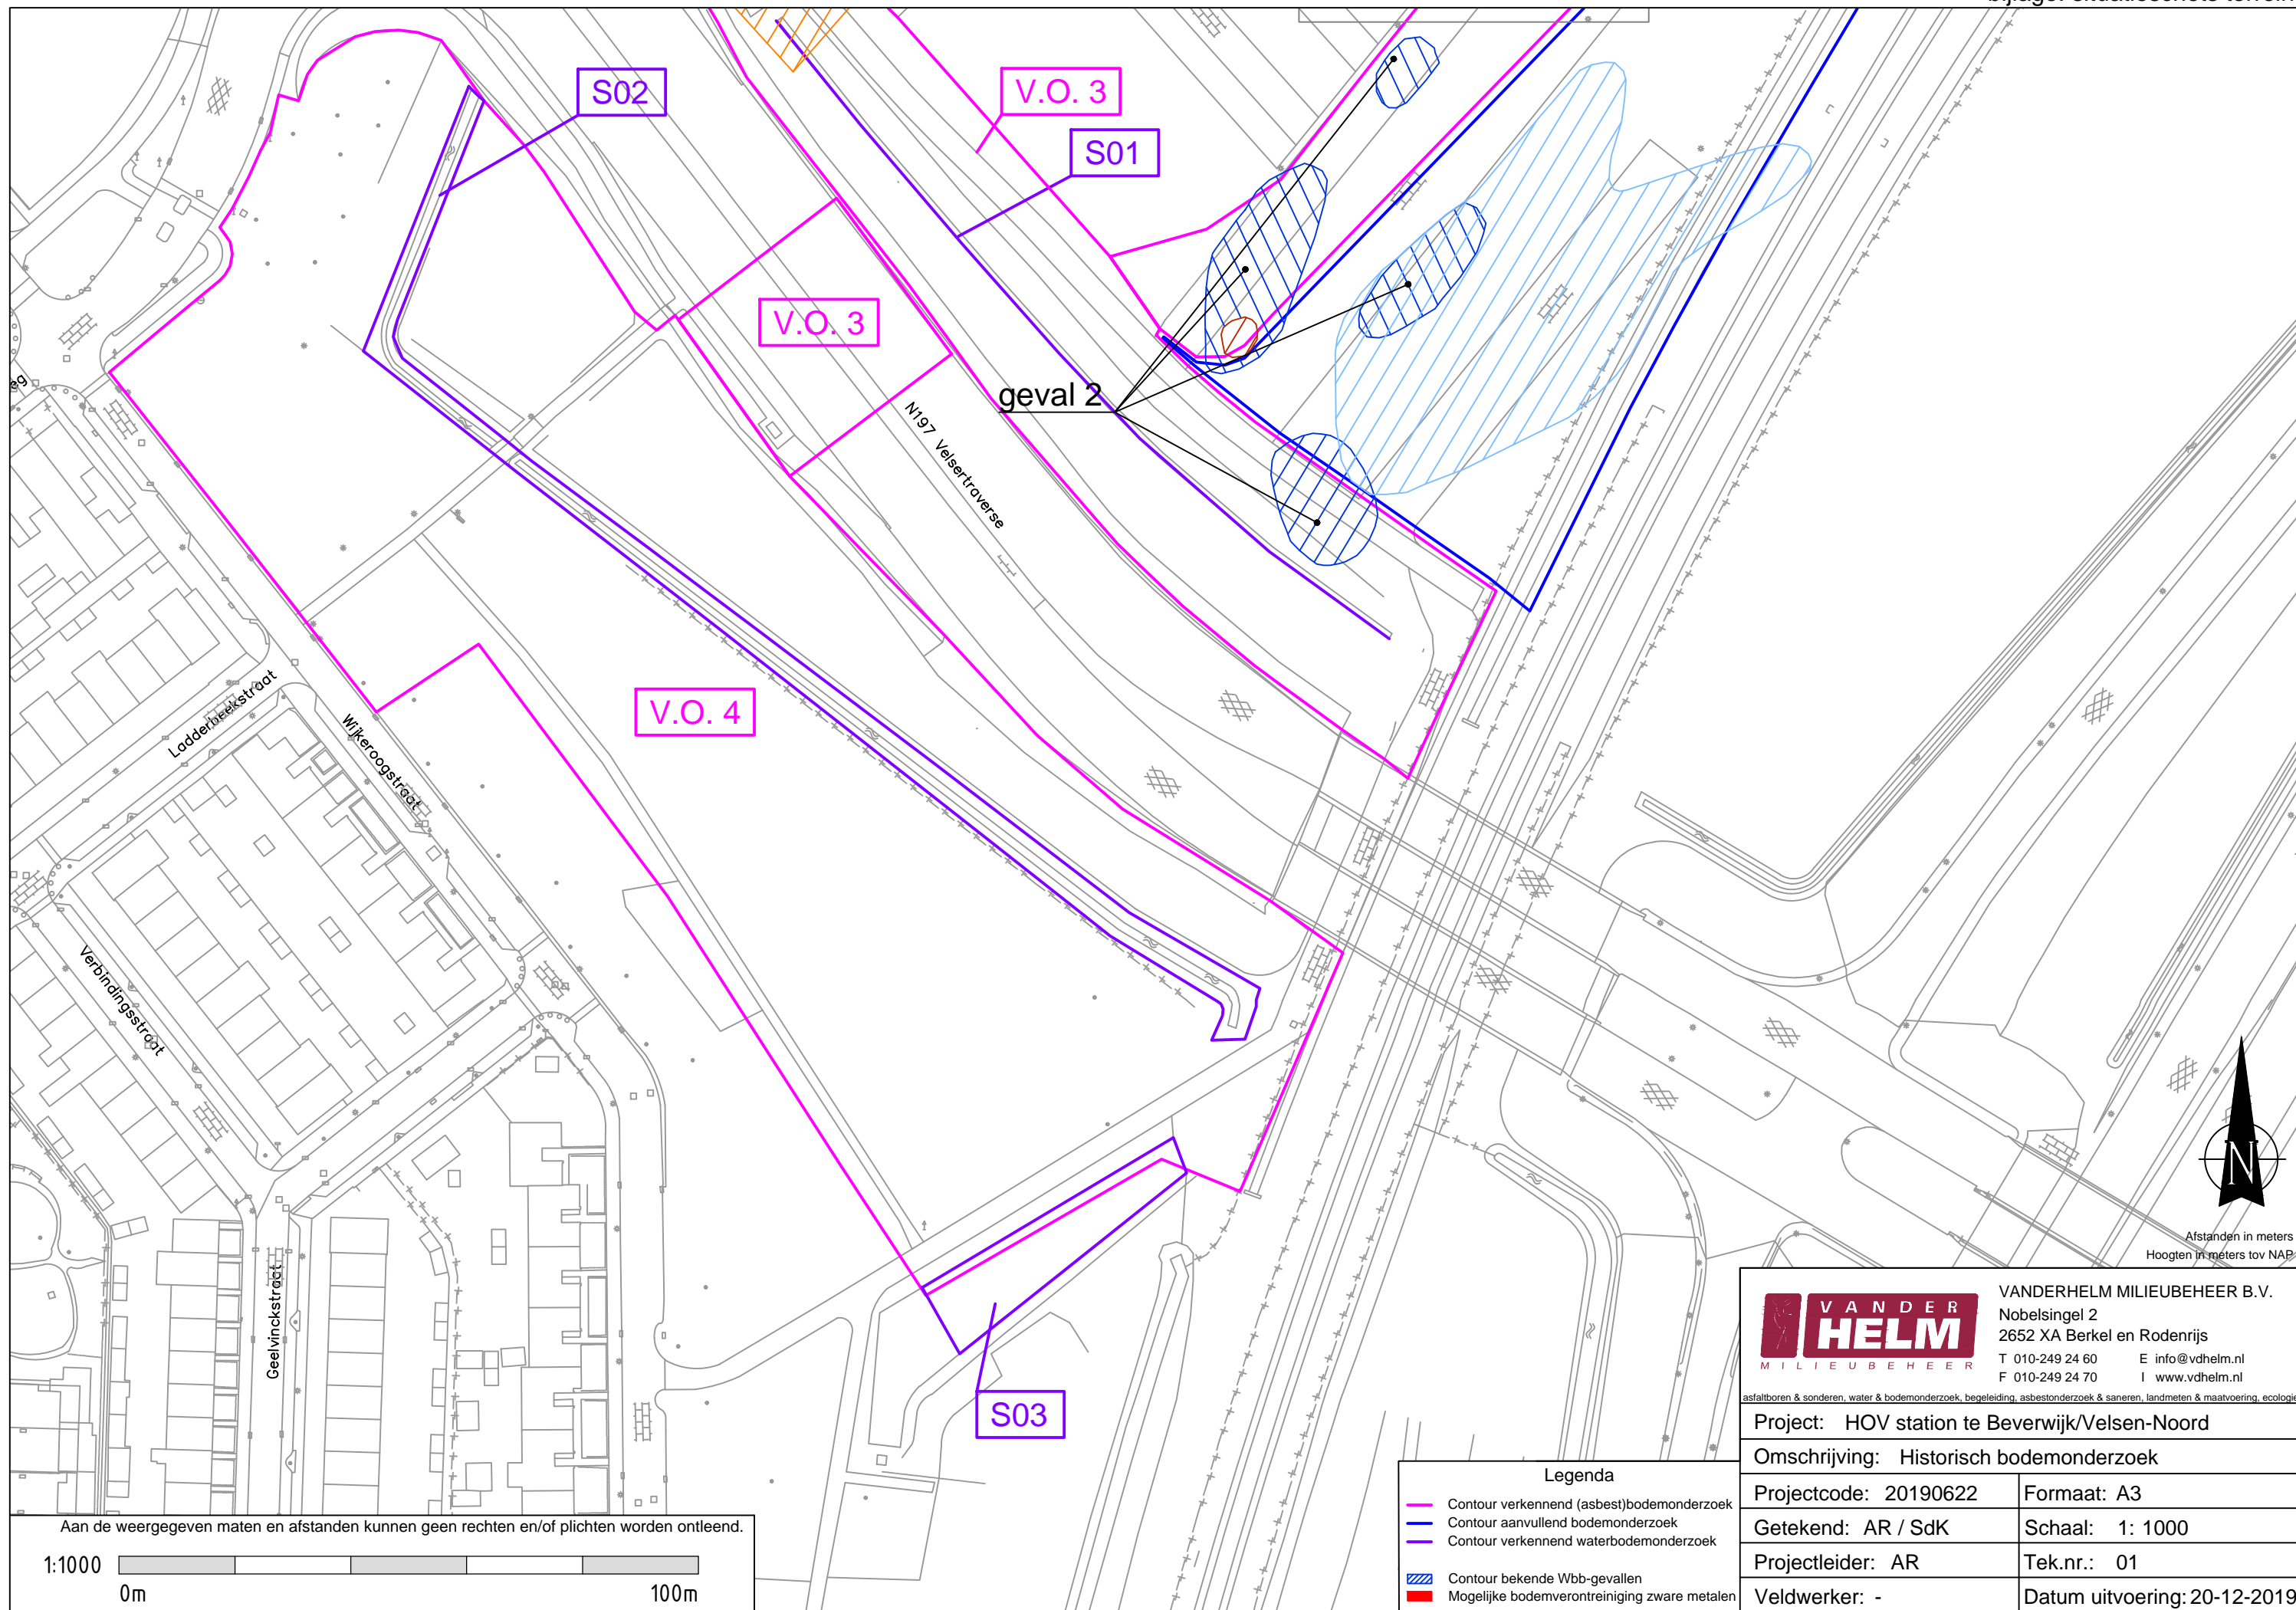 S02
V.O. 3
S01
V.O. 3
geval 2
N197 Velsertraverse
V.O. 4
Ladderbeekstraat
Wijkeroogstraat
Verbindingsstraat
Geelvinckstraat
S03
N
Afstanden in meters
Hoogten in meters tov NAP
VANDER
HELM
MILIEUBEHEER
VANDERHELM MILIEUBEHEER B.V.
Nobelsingel 2
2652 XA Berkel en Rodenrijs
T 010-249 24 60 E info@vdhelm.nl
F 010-249 24 70 I www.vdhelm.nl
asfaltboren & sonderen, water & bodemonderzoek, begeleiding, asbestonderzoek & saneren, landmeten & maatvoering, ecologie
Project: HOV station te Beverwijk/Velsen-Noord
Omschrijving: Historisch bodemonderzoek
Projectcode: 20190622 Formaat: A3
Getekend: AR / SdK Schaal: 1: 1000
Projectleider: AR Tek.nr.: 01
Veldwerker: - Datum uitvoering: 20-12-2019
Legenda
Contour verkennend (asbest)bodemonderzoek
Contour aanvullend bodemonderzoek
Contour verkennend waterbodemonderzoek
Contour bekende Wbb-gevallen
Mogelijke bodemverontreiniging zware metalen
Aan de weergegeven maten en afstanden kunnen geen rechten en/of plichten worden ontleend.
1:1000
0m 100m